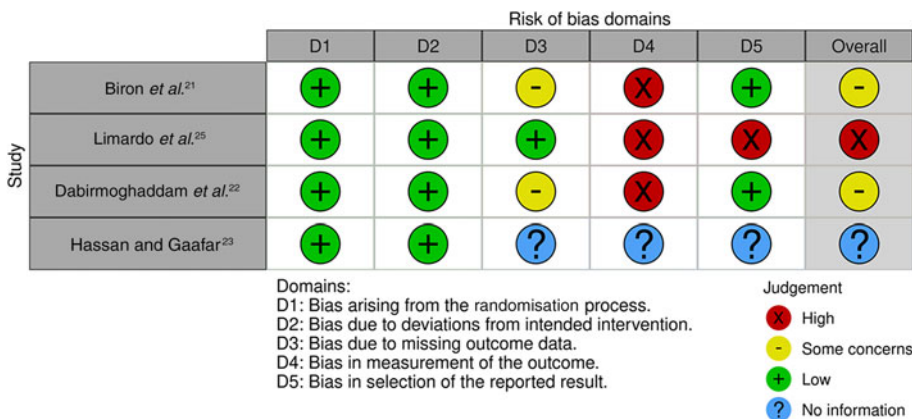 Risk of bias domains
D1 D2 D3 D4 D5 Overall
Study
Biron et al.21 + + - X + -
Limardo et al.25 + + + X X X
Dabirmoghaddam et al.22 + + - X + -
Hassan and Gaafar23 + + ? ? ? ?
Domains:
D1: Bias arising from the randomisation process.
D2: Bias due to deviations from intended intervention.
D3: Bias due to missing outcome data.
D4: Bias in measurement of the outcome.
D5: Bias in selection of the reported result.
Judgement
X High
- Some concerns
+ Low
? No information